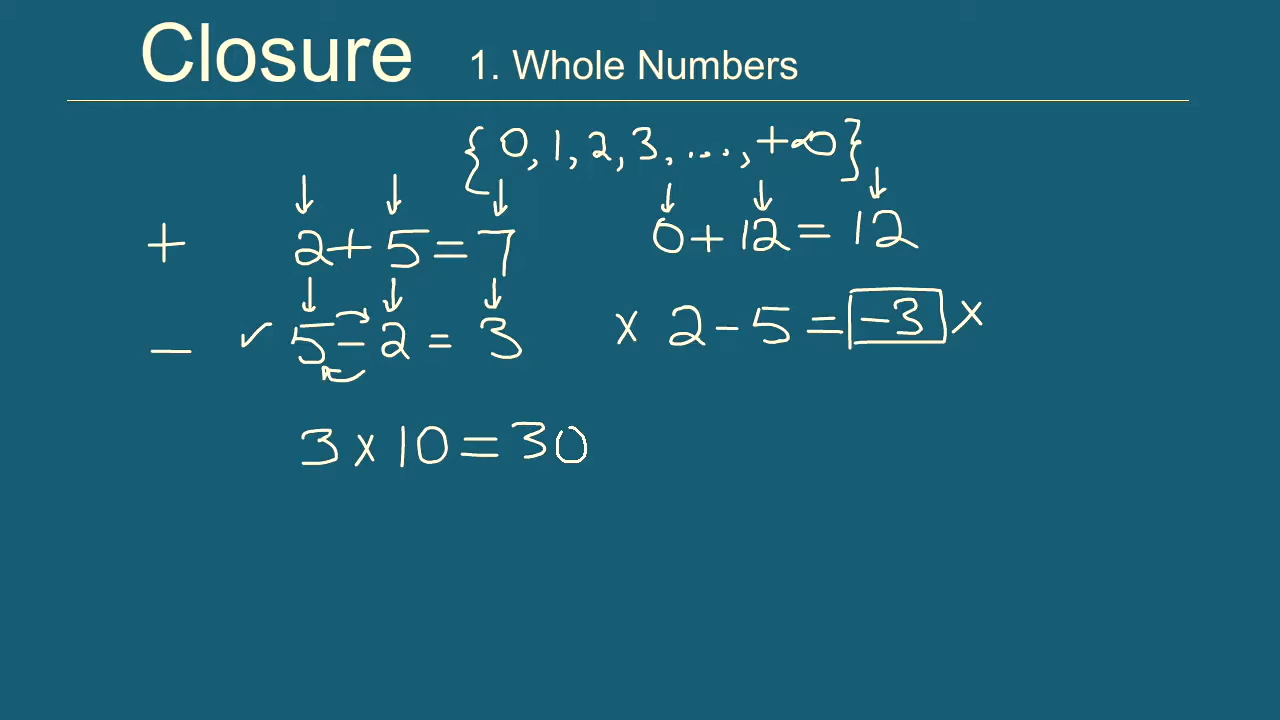 Closure 1. Whole Numbers
{0, 1, 2, 3, ..., +∞}
+ 2 + 5 = 7 0 + 12 = 12
− ✓ 5 − 2 = 3 × 2 − 5 = −3 ×
3 × 10 = 30